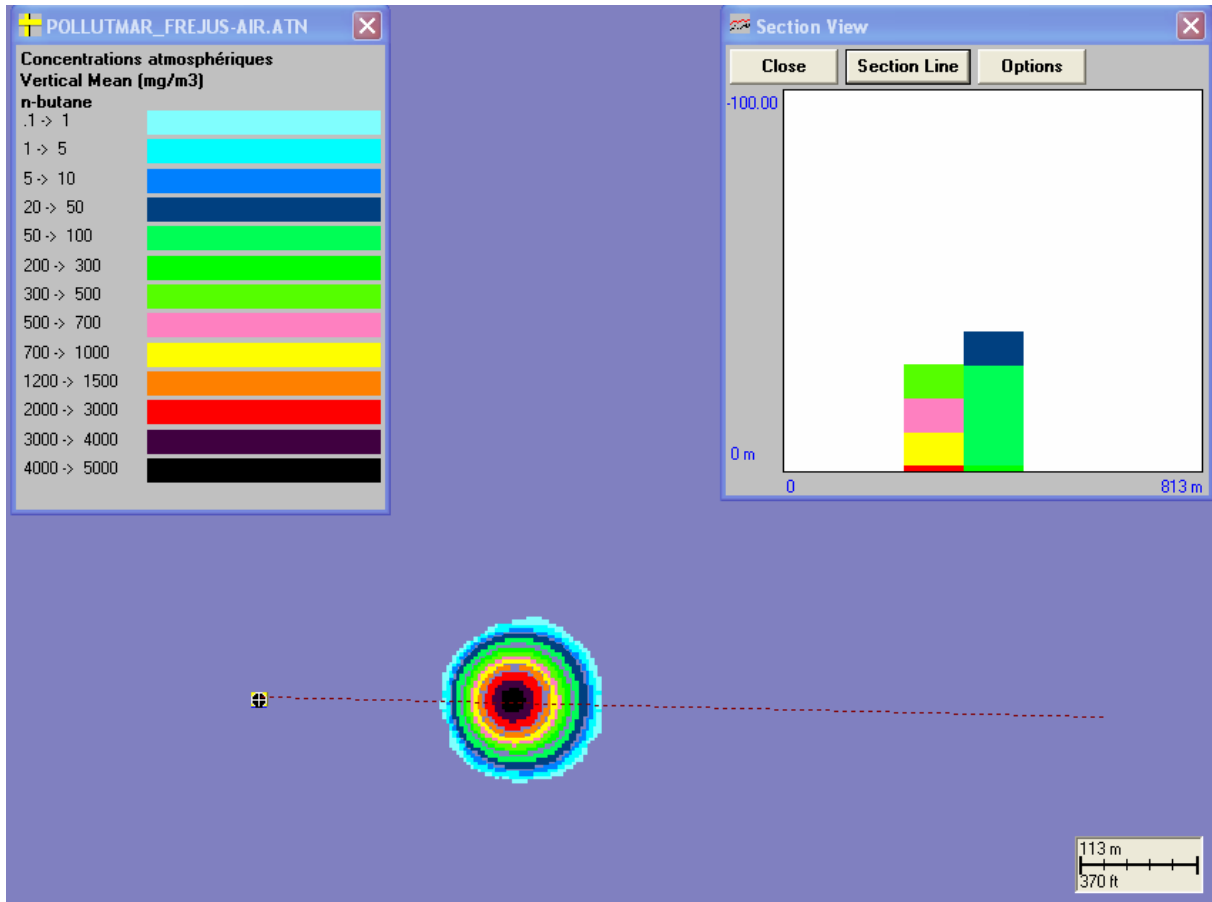 POLLUTMAR_FREJUS-AIR.ATN
Concentrations atmosphériques
Vertical Mean (mg/m3)
n-butane
.1-> 1
1-> 5
5-> 10
20-> 50
50-> 100
200-> 300
300-> 500
500-> 700
700-> 1000
1200-> 1500
2000-> 3000
3000-> 4000
4000-> 5000
Section View
Close Section Line Options
-100.00
0 m
0 813 m
113 m
370 ft